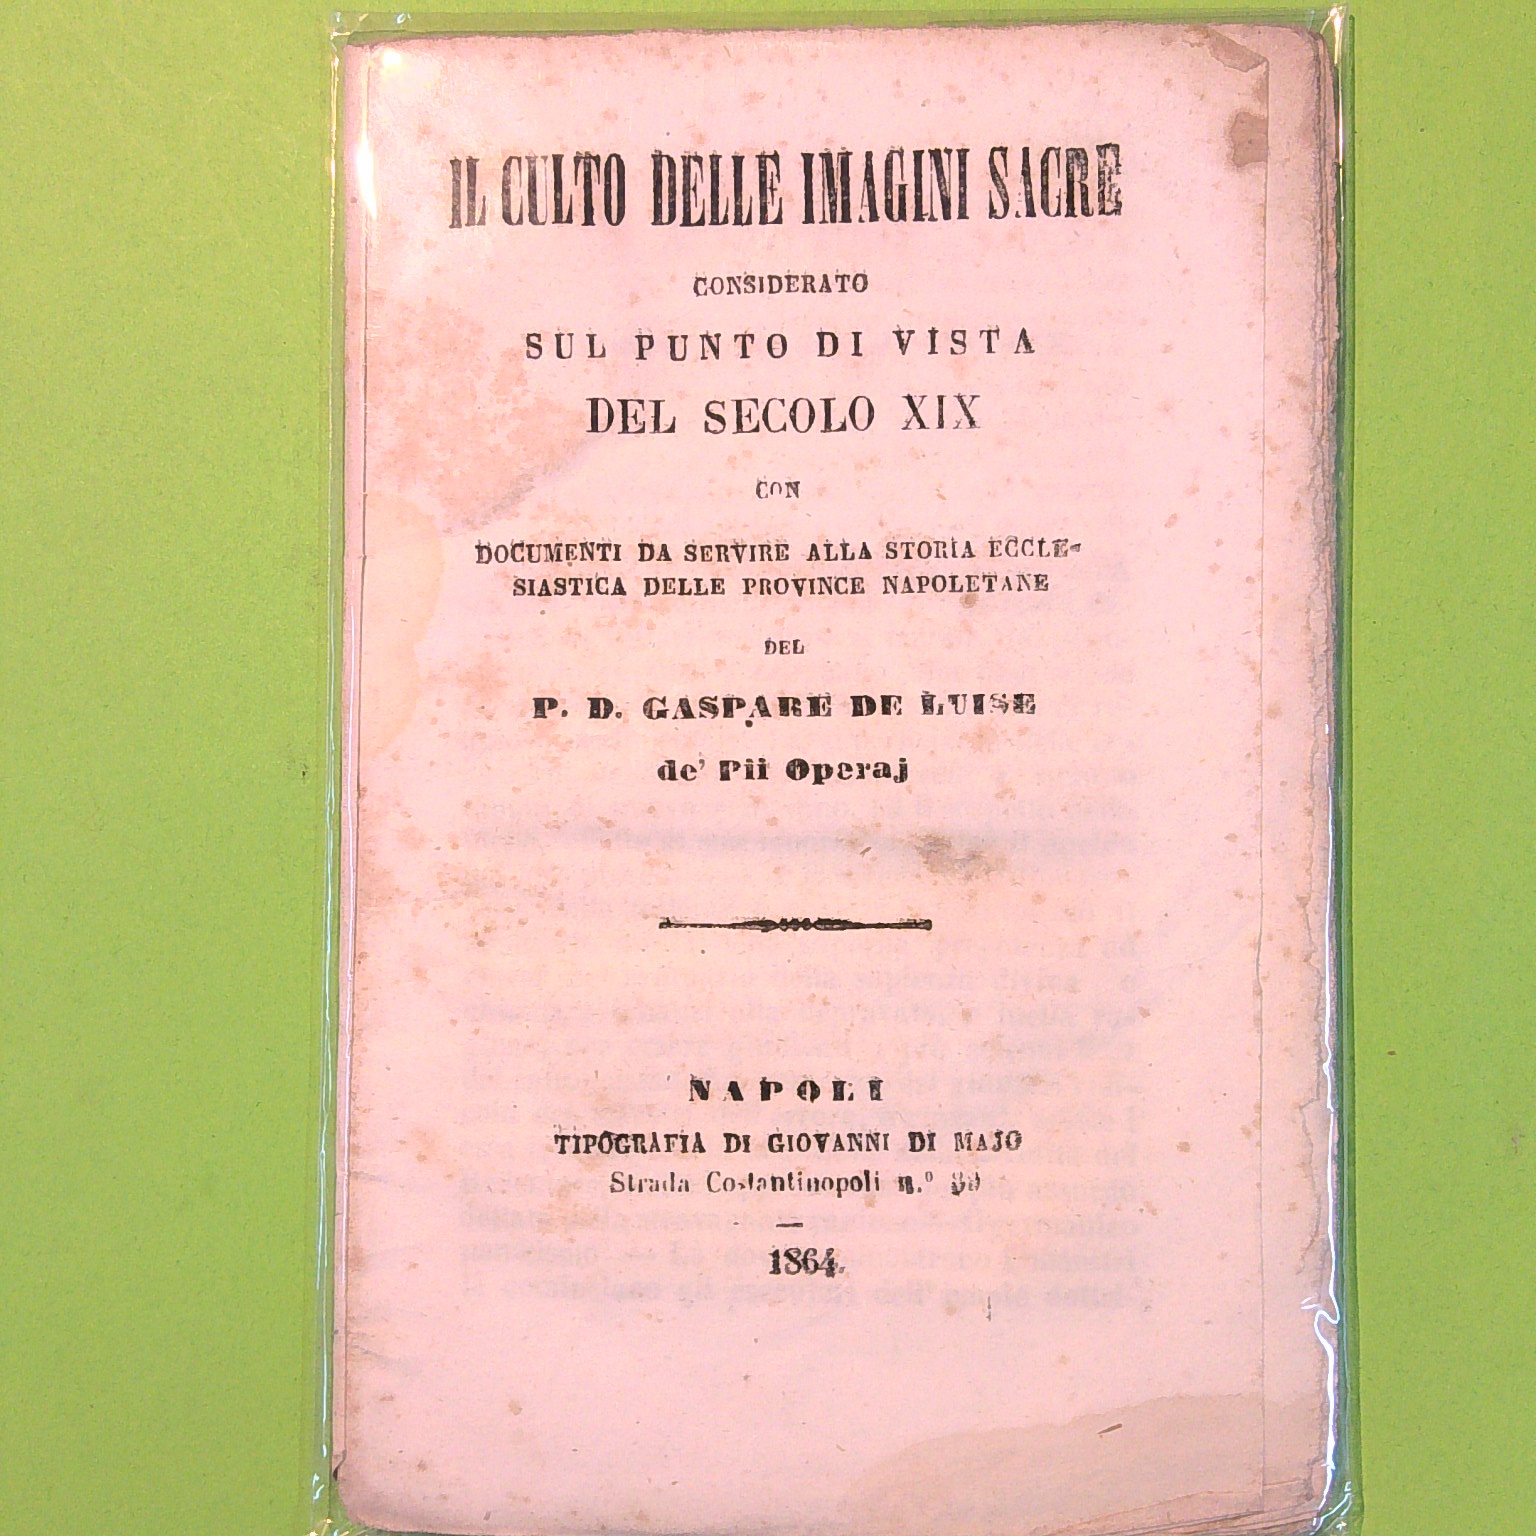 IL CULTO DELLE IMAGINI SACRE
CONSIDERATO
SUL PUNTO DI VISTA
DEL SECOLO XIX
CON
DOCUMENTI DA SERVIRE ALLA STORIA ECCLE-
SIASTICA DELLE PROVINCE NAPOLETANE
DEL
P. D. GASPARE DE LUISE
de' Pii Operaj
NAPOLI
TIPOGRAFIA DI GIOVANNI DI MAJO
Strada Costantinopoli n.º
1864.